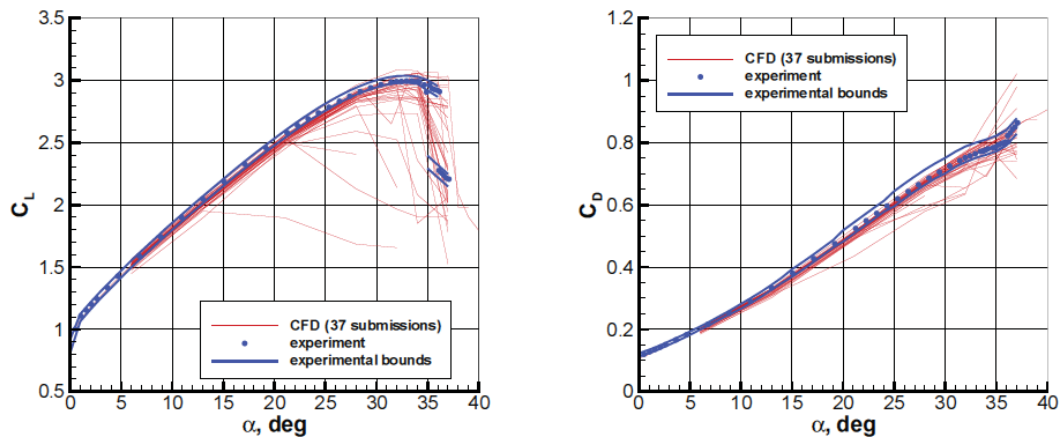 3.5
3
2.5
2
1.5
1
0.5
0 5 10 15 20 25 30 35 40
C_L
α, deg
CFD (37 submissions)
experiment
experimental bounds
1.2
1
0.8
0.6
0.4
0.2
0
0 5 10 15 20 25 30 35 40
C_D
α, deg
CFD (37 submissions)
experiment
experimental bounds